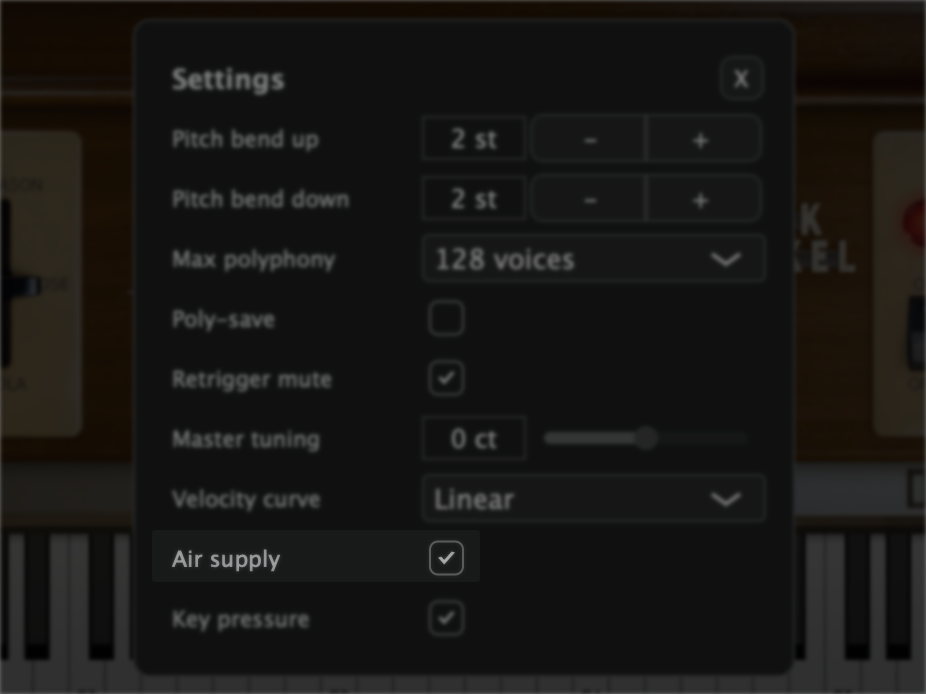 Settings
X
Pitch bend up
2 st
-
+
Pitch bend down
2 st
-
+
Max polyphony
128 voices
Poly-save
Retrigger mute
Master tuning
0 ct
Velocity curve
Linear
Air supply
Key pressure